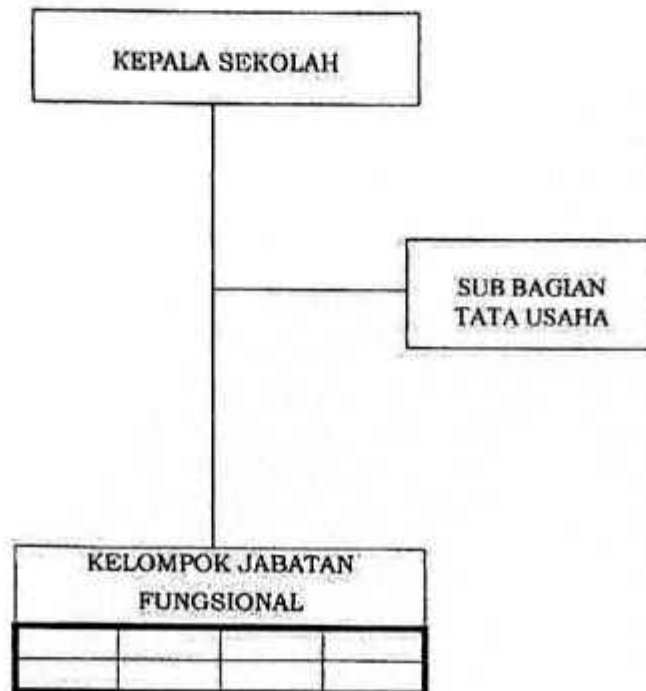 KEPALA SEKOLAH
SUB BAGIAN
TATA USAHA
KELOMPOK JABATAN
FUNGSIONAL